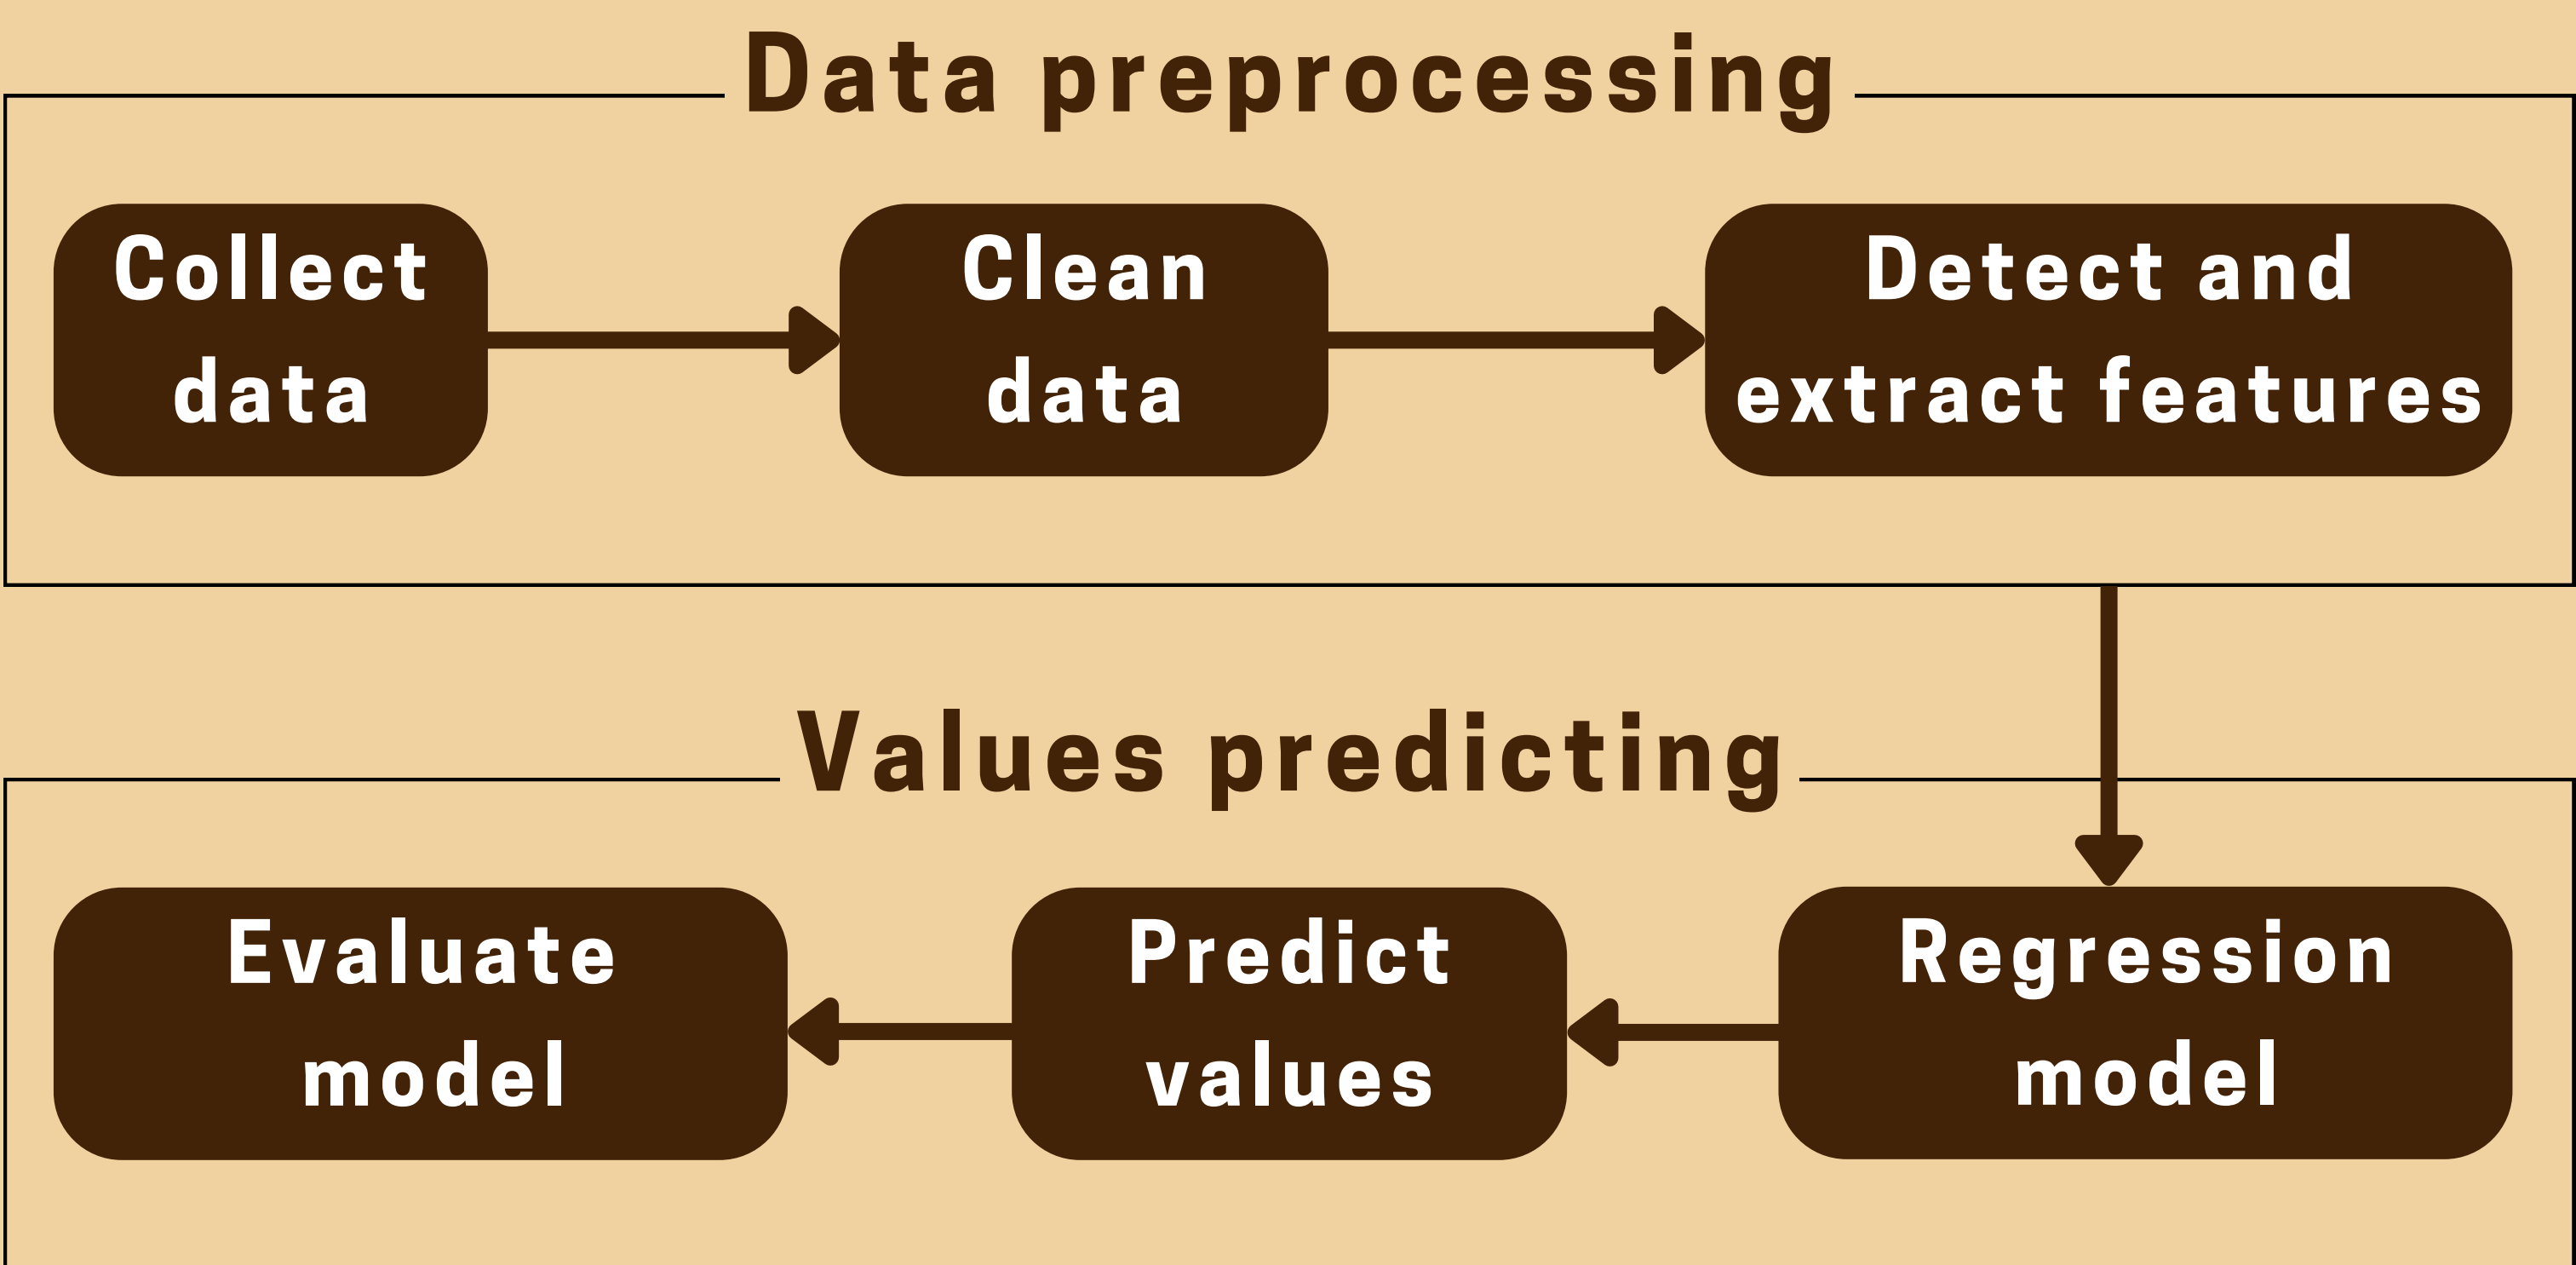 Data preprocessing
Collect
data
Clean
data
Detect and
extract features
Values predicting
Regression
model
Predict
values
Evaluate
model